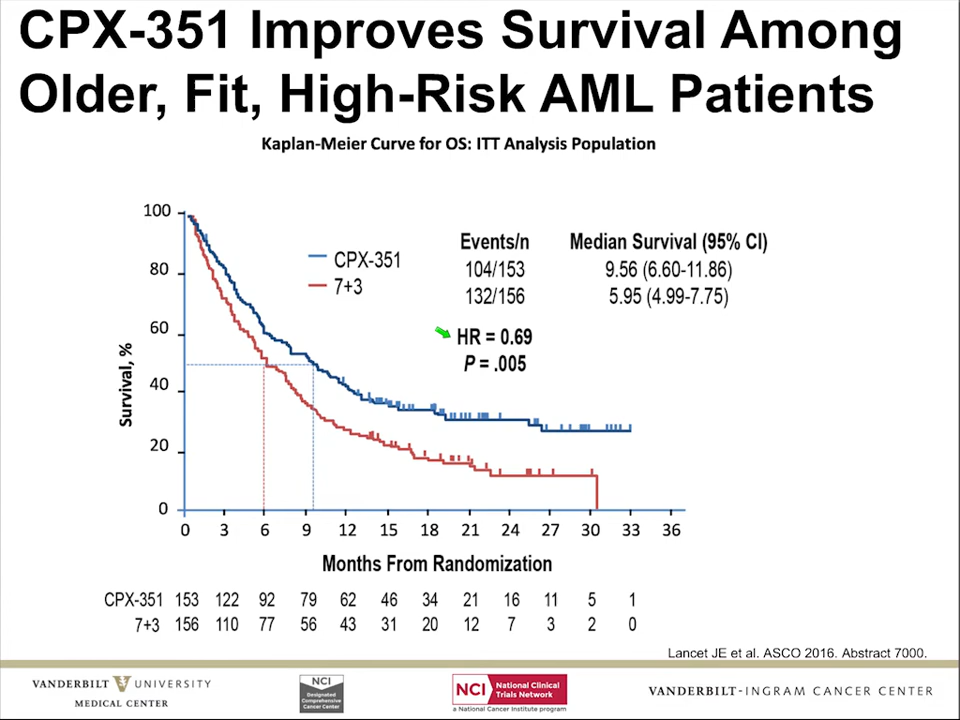 CPX-351 Improves Survival Among
Older, Fit, High-Risk AML Patients
Kaplan-Meier Curve for OS: ITT Analysis Population
Survival, %
100
80
60
40
20
0
CPX-351
7+3
Events/n Median Survival (95% CI)
104/153 9.56 (6.60-11.86)
132/156 5.95 (4.99-7.75)
HR = 0.69
P = .005
0 3 6 9 12 15 18 21 24 27 30 33 36
Months From Randomization
CPX-351 153 122 92 79 62 46 34 21 16 11 5 1
7+3 156 110 77 56 43 31 20 12 7 3 2 0
Lancet JE et al. ASCO 2016. Abstract 7000.
VANDERBILT V UNIVERSITY
MEDICAL CENTER
NCI
Designated
Comprehensive
Cancer Center
NCI National Clinical
Trials Network
a National Cancer Institute program
VANDERBILT-INGRAM CANCER CENTER